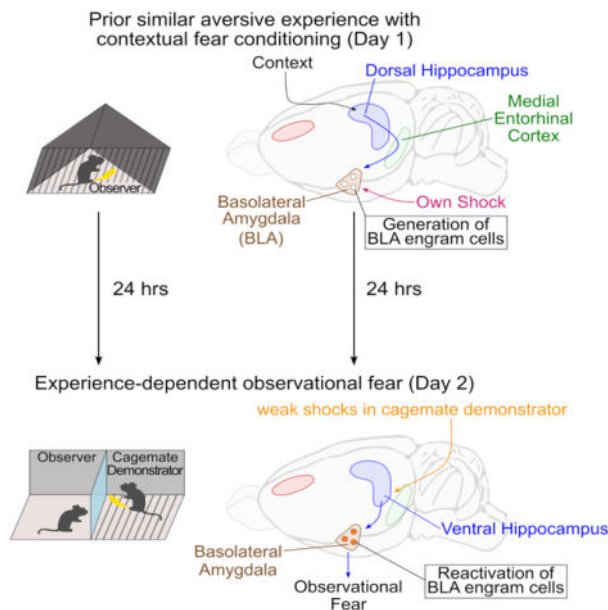 Prior similar aversive experience with
contextual fear conditioning (Day 1)
Context
Dorsal Hippocampus
Medial
Entorhinal
Cortex
Observer
Basolateral
Amygdala
(BLA)
Own Shock
Generation of
BLA engram cells
24 hrs
24 hrs
Experience-dependent observational fear (Day 2)
weak shocks in cagemate demonstrator
Observer
Cagemate
Demonstrator
Ventral Hippocampus
Basolateral
Amygdala
Reactivation of
BLA engram cells
Observational
Fear